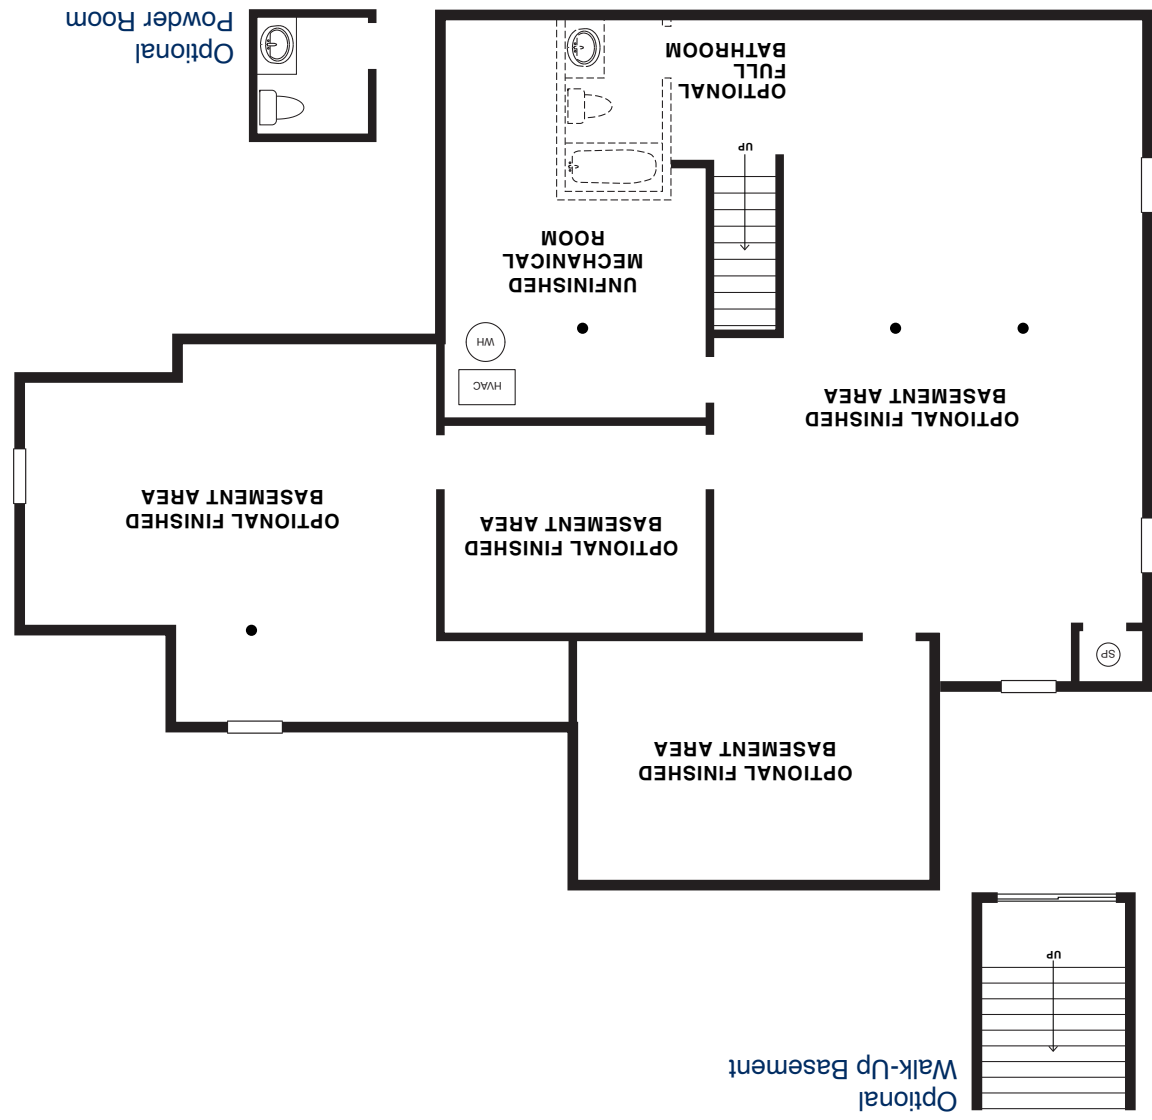 Optional
Walk-Up Basement
UP
OPTIONAL FINISHED
BASEMENT AREA
SP
OPTIONAL FINISHED
BASEMENT AREA
OPTIONAL FINISHED
BASEMENT AREA
OPTIONAL FINISHED
BASEMENT AREA
HVAC
WH
UNFINISHED
MECHANICAL
ROOM
UP
OPTIONAL
FULL
BATHROOM
Optional
Powder Room